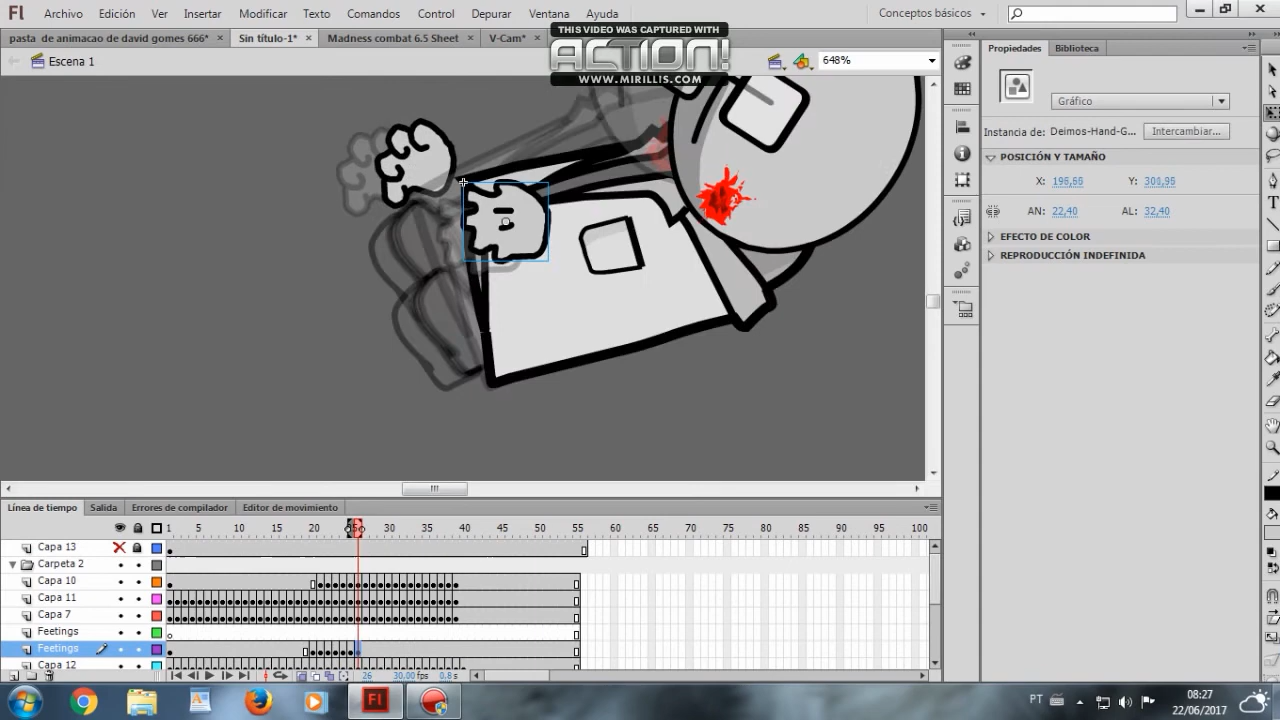 Fl Archivo Edición Ver Insertar Modificar Texto Comandos Control Depurar Ventana Ayuda Conceptos básicos
pasta de animacao de david gomes 666* × Sin título-1* × Madness combat 6.5 Sheet × V-Cam* ×
THIS VIDEO WAS CAPTURED WITH
ACTION!
WWW.MIRILLIS.COM
Escena 1 648%
Propiedades Biblioteca
Gráfico
Instancia de: Deimos-Hand-G... Intercambiar...
POSICIÓN Y TAMAÑO
X: Y:
AN: 22,40 AL: 32,40
EFECTO DE COLOR
REPRODUCCIÓN INDEFINIDA
Línea de tiempo Salida Errores de compilador Editor de movimiento
1 5 10 15 20 30 35 40 45 50 55 60 65 70 75 80 85 90 95 100
Capa 13
Carpeta 2
Capa 10
Capa 11
Capa 7
Feetings
Feetings
Capa 12
26 30,00 fps 0.8 s
Fl PT 08:27
22/06/2017